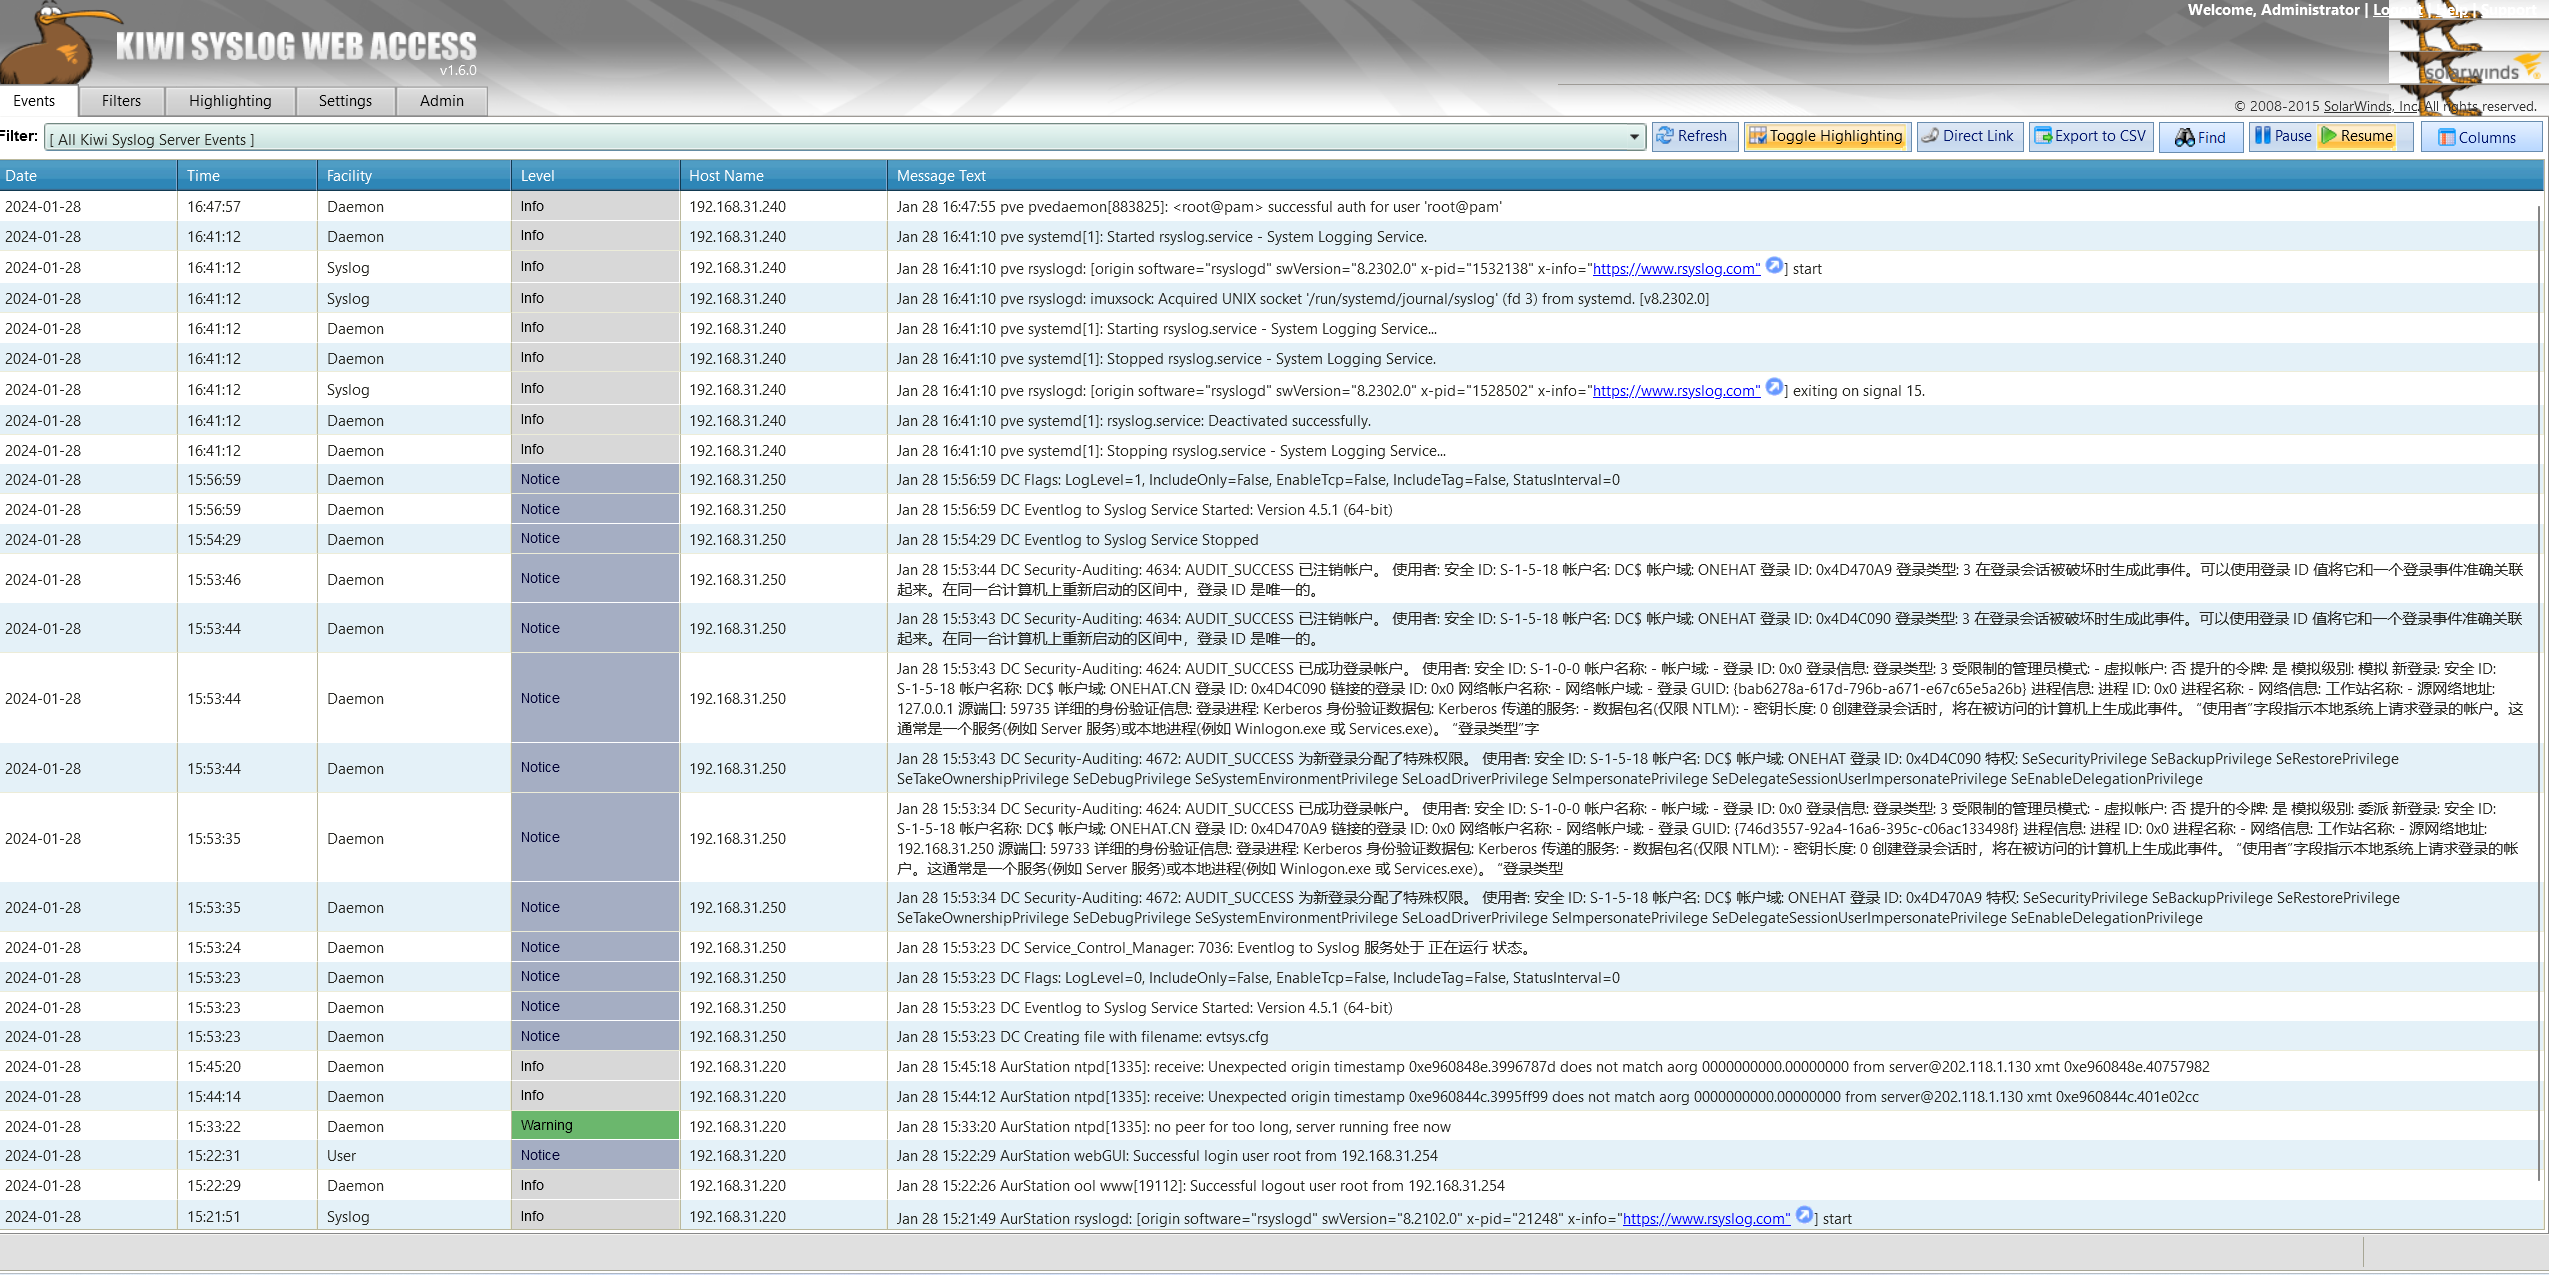 Welcome, Administrator | Logout | Help | Support
KIWI SYSLOG WEB ACCESS
v1.6.0
solarwinds
Events Filters Highlighting Settings Admin
© 2008-2015 SolarWinds, Inc. All rights reserved.
Filter: [ All Kiwi Syslog Server Events ] Refresh Toggle Highlighting Direct Link Export to CSV Find Pause Resume Columns
Date Time Facility Level Host Name Message Text
2024-01-28 16:47:57 Daemon Info 192.168.31.240 Jan 28 16:47:55 pve pvedaemon[883825]: <root@pam> successful auth for user 'root@pam'
2024-01-28 16:41:12 Daemon Info 192.168.31.240 Jan 28 16:41:10 pve systemd[1]: Started rsyslog.service - System Logging Service.
2024-01-28 16:41:12 Syslog Info 192.168.31.240 Jan 28 16:41:10 pve rsyslogd: [origin software="rsyslogd" swVersion="8.2302.0" x-pid="1532138" x-info="https://www.rsyslog.com" ] start
2024-01-28 16:41:12 Syslog Info 192.168.31.240 Jan 28 16:41:10 pve rsyslogd: imuxsock: Acquired UNIX socket '/run/systemd/journal/syslog' (fd 3) from systemd. [v8.2302.0]
2024-01-28 16:41:12 Daemon Info 192.168.31.240 Jan 28 16:41:10 pve systemd[1]: Starting rsyslog.service - System Logging Service...
2024-01-28 16:41:12 Daemon Info 192.168.31.240 Jan 28 16:41:10 pve systemd[1]: Stopped rsyslog.service - System Logging Service.
2024-01-28 16:41:12 Syslog Info 192.168.31.240 Jan 28 16:41:10 pve rsyslogd: [origin software="rsyslogd" swVersion="8.2302.0" x-pid="1528502" x-info="https://www.rsyslog.com" ] exiting on signal 15.
2024-01-28 16:41:12 Daemon Info 192.168.31.240 Jan 28 16:41:10 pve systemd[1]: rsyslog.service: Deactivated successfully.
2024-01-28 16:41:12 Daemon Info 192.168.31.240 Jan 28 16:41:10 pve systemd[1]: Stopping rsyslog.service - System Logging Service...
2024-01-28 15:56:59 Daemon Notice 192.168.31.250 Jan 28 15:56:59 DC Flags: LogLevel=1, IncludeOnly=False, EnableTcp=False, IncludeTag=False, StatusInterval=0
2024-01-28 15:56:59 Daemon Notice 192.168.31.250 Jan 28 15:56:59 DC Eventlog to Syslog Service Started: Version 4.5.1 (64-bit)
2024-01-28 15:54:29 Daemon Notice 192.168.31.250 Jan 28 15:54:29 DC Eventlog to Syslog Service Stopped
2024-01-28 15:53:46 Daemon Notice 192.168.31.250 Jan 28 15:53:44 DC Security-Auditing: 4634: AUDIT_SUCCESS 已注销帐户。 使用者: 安全 ID: S-1-5-18 帐户名: DC$ 帐户域: ONEHAT 登录 ID: 0x4D470A9 登录类型: 3 在登录会话被破坏时生成此事件。可以使用登录 ID 值将它和一个登录事件准确关联
起来。在同一台计算机上重新启动的区间中，登录 ID 是唯一的。
2024-01-28 15:53:44 Daemon Notice 192.168.31.250 Jan 28 15:53:43 DC Security-Auditing: 4634: AUDIT_SUCCESS 已注销帐户。 使用者: 安全 ID: S-1-5-18 帐户名: DC$ 帐户域: ONEHAT 登录 ID: 0x4D4C090 登录类型: 3 在登录会话被破坏时生成此事件。可以使用登录 ID 值将它和一个登录事件准确关联
起来。在同一台计算机上重新启动的区间中，登录 ID 是唯一的。
2024-01-28 15:53:44 Daemon Notice 192.168.31.250 Jan 28 15:53:43 DC Security-Auditing: 4624: AUDIT_SUCCESS 已成功登录帐户。 使用者: 安全 ID: S-1-0-0 帐户名称: - 帐户域: - 登录 ID: 0x0 登录信息: 登录类型: 3 受限制的管理员模式: - 虚拟帐户: 否 提升的令牌: 是 模拟级别: 模拟 新登录: 安全 ID:
S-1-5-18 帐户名称: DC$ 帐户域: ONEHAT.CN 登录 ID: 0x4D4C090 链接的登录 ID: 0x0 网络帐户名称: - 网络帐户域: - 登录 GUID: {bab6278a-617d-796b-a671-e67c65e5a26b} 进程信息: 进程 ID: 0x0 进程名称: - 网络信息: 工作站名称: - 源网络地址:
127.0.0.1 源端口: 59735 详细的身份验证信息: 登录进程: Kerberos 身份验证数据包: Kerberos 传递的服务: - 数据包名(仅限 NTLM): - 密钥长度: 0 创建登录会话时，将在被访问的计算机上生成此事件。 “使用者”字段指示本地系统上请求登录的帐户。这
通常是一个服务(例如 Server 服务)或本地进程(例如 Winlogon.exe 或 Services.exe)。 “登录类型”字
2024-01-28 15:53:44 Daemon Notice 192.168.31.250 Jan 28 15:53:43 DC Security-Auditing: 4672: AUDIT_SUCCESS 为新登录分配了特殊权限。 使用者: 安全 ID: S-1-5-18 帐户名: DC$ 帐户域: ONEHAT 登录 ID: 0x4D4C090 特权: SeSecurityPrivilege SeBackupPrivilege SeRestorePrivilege
SeTakeOwnershipPrivilege SeDebugPrivilege SeSystemEnvironmentPrivilege SeLoadDriverPrivilege SeImpersonatePrivilege SeDelegateSessionUserImpersonatePrivilege SeEnableDelegationPrivilege
2024-01-28 15:53:35 Daemon Notice 192.168.31.250 Jan 28 15:53:34 DC Security-Auditing: 4624: AUDIT_SUCCESS 已成功登录帐户。 使用者: 安全 ID: S-1-0-0 帐户名称: - 帐户域: - 登录 ID: 0x0 登录信息: 登录类型: 3 受限制的管理员模式: - 虚拟帐户: 否 提升的令牌: 是 模拟级别: 委派 新登录: 安全 ID:
S-1-5-18 帐户名称: DC$ 帐户域: ONEHAT.CN 登录 ID: 0x4D470A9 链接的登录 ID: 0x0 网络帐户名称: - 网络帐户域: - 登录 GUID: {746d3557-92a4-16a6-395c-c06ac133498f} 进程信息: 进程 ID: 0x0 进程名称: - 网络信息: 工作站名称: - 源网络地址:
192.168.31.250 源端口: 59733 详细的身份验证信息: 登录进程: Kerberos 身份验证数据包: Kerberos 传递的服务: - 数据包名(仅限 NTLM): - 密钥长度: 0 创建登录会话时，将在被访问的计算机上生成此事件。 “使用者”字段指示本地系统上请求登录的帐
户。这通常是一个服务(例如 Server 服务)或本地进程(例如 Winlogon.exe 或 Services.exe)。 “登录类型
2024-01-28 15:53:35 Daemon Notice 192.168.31.250 Jan 28 15:53:34 DC Security-Auditing: 4672: AUDIT_SUCCESS 为新登录分配了特殊权限。 使用者: 安全 ID: S-1-5-18 帐户名: DC$ 帐户域: ONEHAT 登录 ID: 0x4D470A9 特权: SeSecurityPrivilege SeBackupPrivilege SeRestorePrivilege
SeTakeOwnershipPrivilege SeDebugPrivilege SeSystemEnvironmentPrivilege SeLoadDriverPrivilege SeImpersonatePrivilege SeDelegateSessionUserImpersonatePrivilege SeEnableDelegationPrivilege
2024-01-28 15:53:24 Daemon Notice 192.168.31.250 Jan 28 15:53:23 DC Service_Control_Manager: 7036: Eventlog to Syslog 服务处于 正在运行 状态。
2024-01-28 15:53:23 Daemon Notice 192.168.31.250 Jan 28 15:53:23 DC Flags: LogLevel=0, IncludeOnly=False, EnableTcp=False, IncludeTag=False, StatusInterval=0
2024-01-28 15:53:23 Daemon Notice 192.168.31.250 Jan 28 15:53:23 DC Eventlog to Syslog Service Started: Version 4.5.1 (64-bit)
2024-01-28 15:53:23 Daemon Notice 192.168.31.250 Jan 28 15:53:23 DC Creating file with filename: evtsys.cfg
2024-01-28 15:45:20 Daemon Info 192.168.31.220 Jan 28 15:45:18 AurStation ntpd[1335]: receive: Unexpected origin timestamp 0xe960848e.3996787d does not match aorg 0000000000.00000000 from server@202.118.1.130 xmt 0xe960848e.40757982
2024-01-28 15:44:14 Daemon Info 192.168.31.220 Jan 28 15:44:12 AurStation ntpd[1335]: receive: Unexpected origin timestamp 0xe960844c.3995ff99 does not match aorg 0000000000.00000000 from server@202.118.1.130 xmt 0xe960844c.401e02cc
2024-01-28 15:33:22 Daemon Warning 192.168.31.220 Jan 28 15:33:20 AurStation ntpd[1335]: no peer for too long, server running free now
2024-01-28 15:22:31 User Notice 192.168.31.220 Jan 28 15:22:29 AurStation webGUI: Successful login user root from 192.168.31.254
2024-01-28 15:22:29 Daemon Info 192.168.31.220 Jan 28 15:22:26 AurStation ool www[19112]: Successful logout user root from 192.168.31.254
2024-01-28 15:21:51 Syslog Info 192.168.31.220 Jan 28 15:21:49 AurStation rsyslogd: [origin software="rsyslogd" swVersion="8.2102.0" x-pid="21248" x-info="https://www.rsyslog.com" ] start